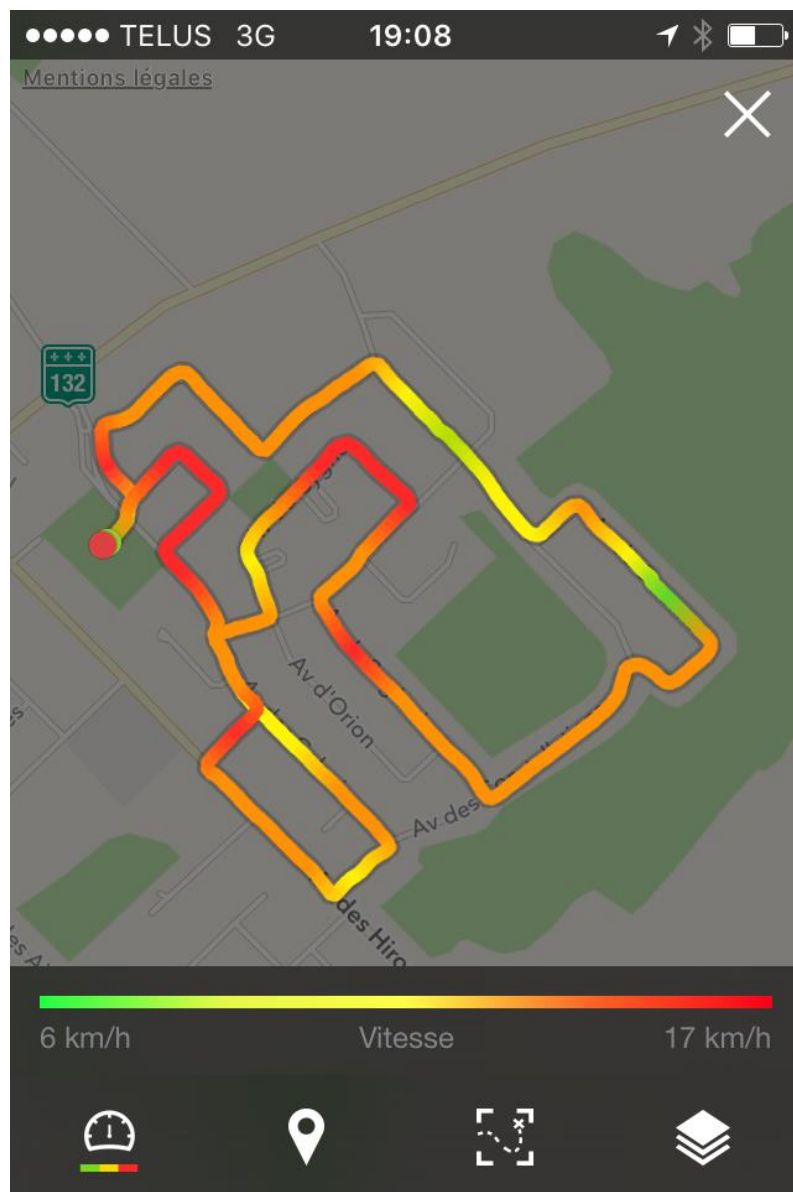 TELUS 3G 19:08
Mentions légales
132
Av d'Orion
Av des
des Hiro
6 km/h Vitesse 17 km/h